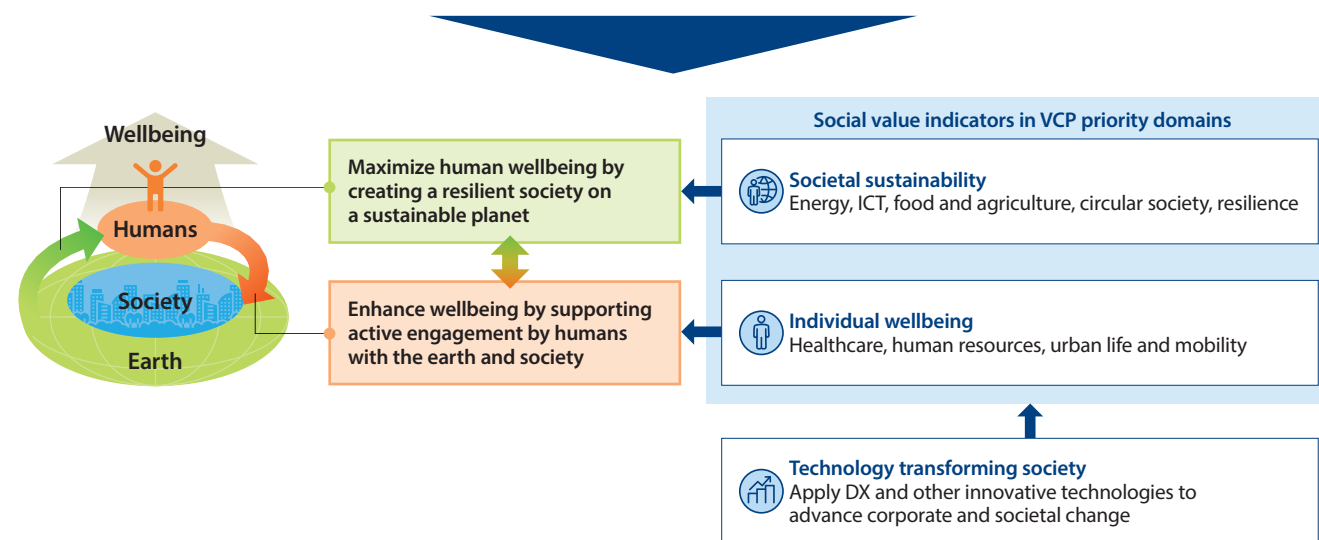 Wellbeing
Humans
Society
Earth
Maximize human wellbeing by
creating a resilient society on
a sustainable planet
Enhance wellbeing by supporting
active engagement by humans
with the earth and society
Social value indicators in VCP priority domains
Societal sustainability
Energy, ICT, food and agriculture, circular society, resilience
Individual wellbeing
Healthcare, human resources, urban life and mobility
Technology transforming society
Apply DX and other innovative technologies to
advance corporate and societal change